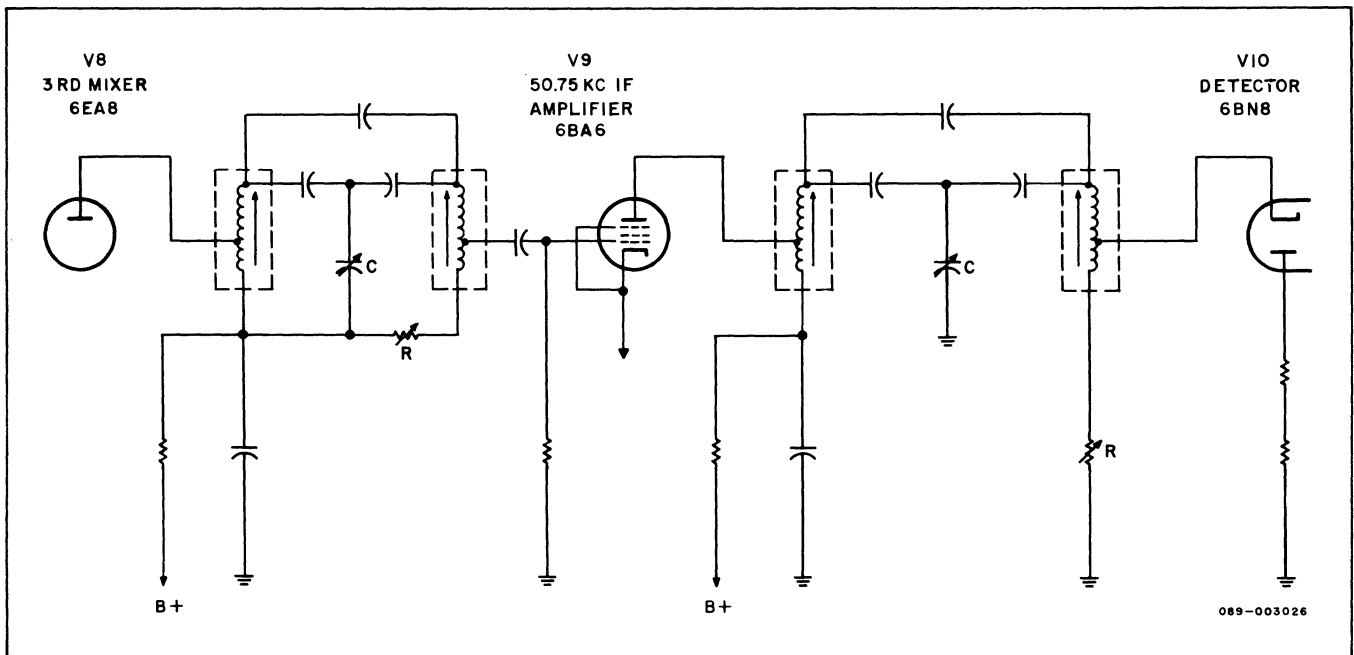 V8
3RD MIXER
6EA8
V9
50.75 KC IF
AMPLIFIER
6BA6
V10
DETECTOR
6BN8
C
R
C
R
B+
B+
089-003026